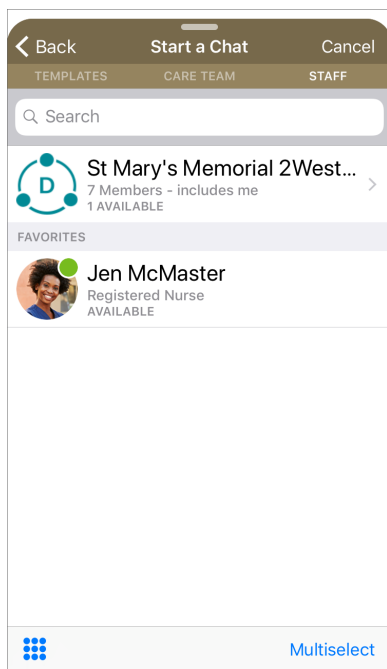 Back Start a Chat Cancel
TEMPLATES CARE TEAM STAFF
Search
D
St Mary's Memorial 2West...
7 Members - includes me
1 AVAILABLE
FAVORITES
Jen McMaster
Registered Nurse
AVAILABLE
Multiselect